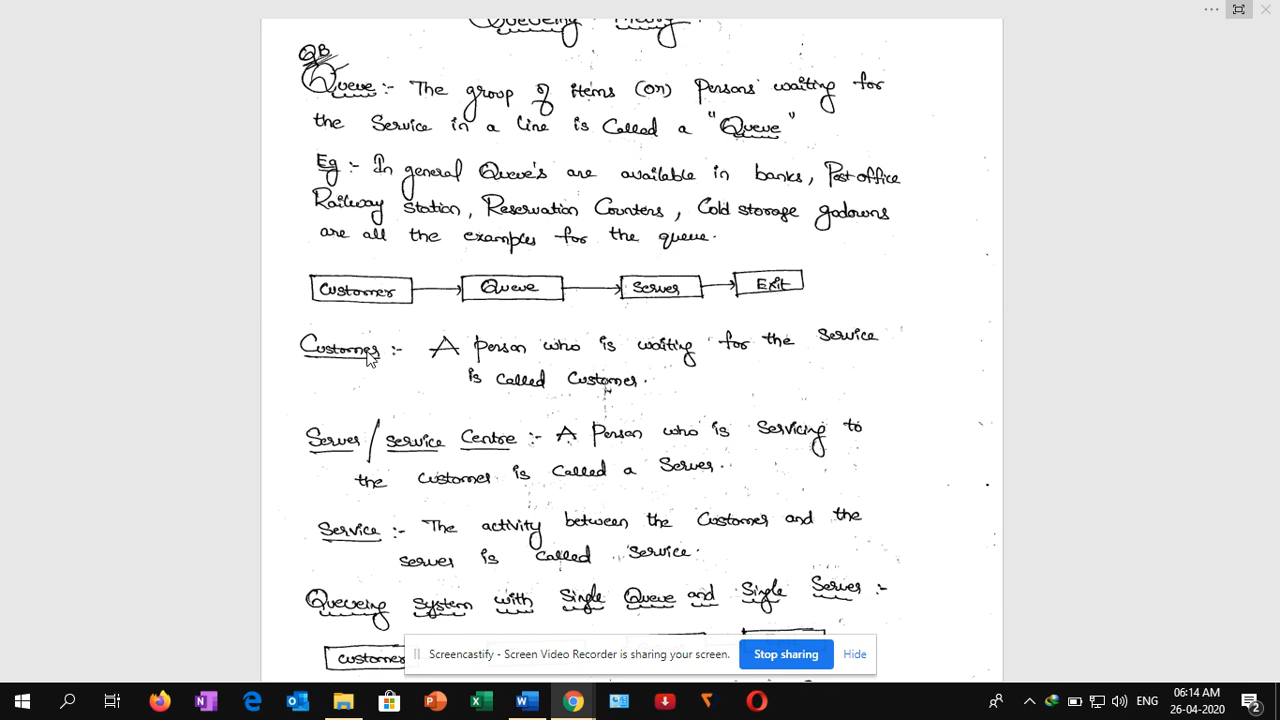 Queueing Theory.
QB
Queue :- The group of items (or) Persons waiting for
the Service in a line is Called a "Queue"
Eg :- In general Queue's are available in banks, Post office
Railway Station, Reservation Counters, Cold storage godowns
are all the examples for the queue.
Customer Queue Server Exit
Customer :- A person who is waiting for the Service
is called Customer.
Server / Service Centre :- A Person who is Servicing to
the customer is called a Server.
Service :- The activity between the Customer and the
server is called Service.
Queueing system with Single Queue and Single Server :-
customer
Screencastify - Screen Video Recorder is sharing your screen. Stop sharing Hide
ENG
06:14 AM
26-04-2020
2